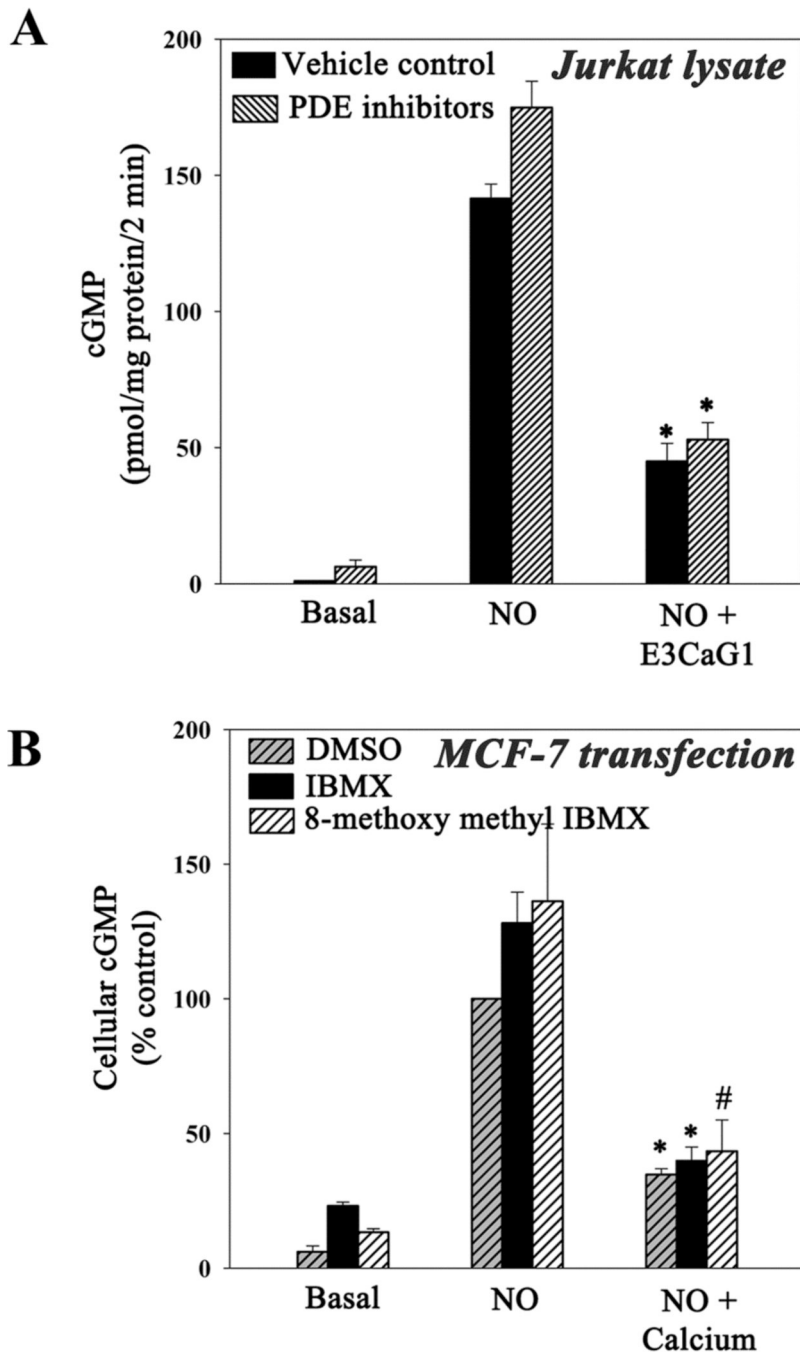 A
200
Vehicle control
Jurkat lysate
PDE inhibitors
150
cGMP
(pmol/mg protein/2 min)
100
50
*
*
0
Basal
NO
NO +
E3CaG1
B
200
DMSO
MCF-7 transfection
IBMX
8-methoxy methyl IBMX
150
Cellular cGMP
(% control)
100
50
*
*
#
0
Basal
NO
NO +
Calcium